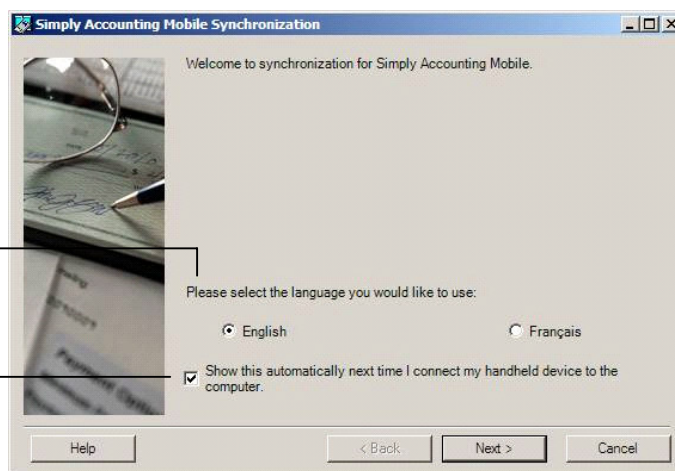 Simply Accounting Mobile Synchronization
Welcome to synchronization for Simply Accounting Mobile.
Please select the language you would like to use:
English
Français
Show this automatically next time I connect my handheld device to the
computer.
Help
< Back
Next >
Cancel